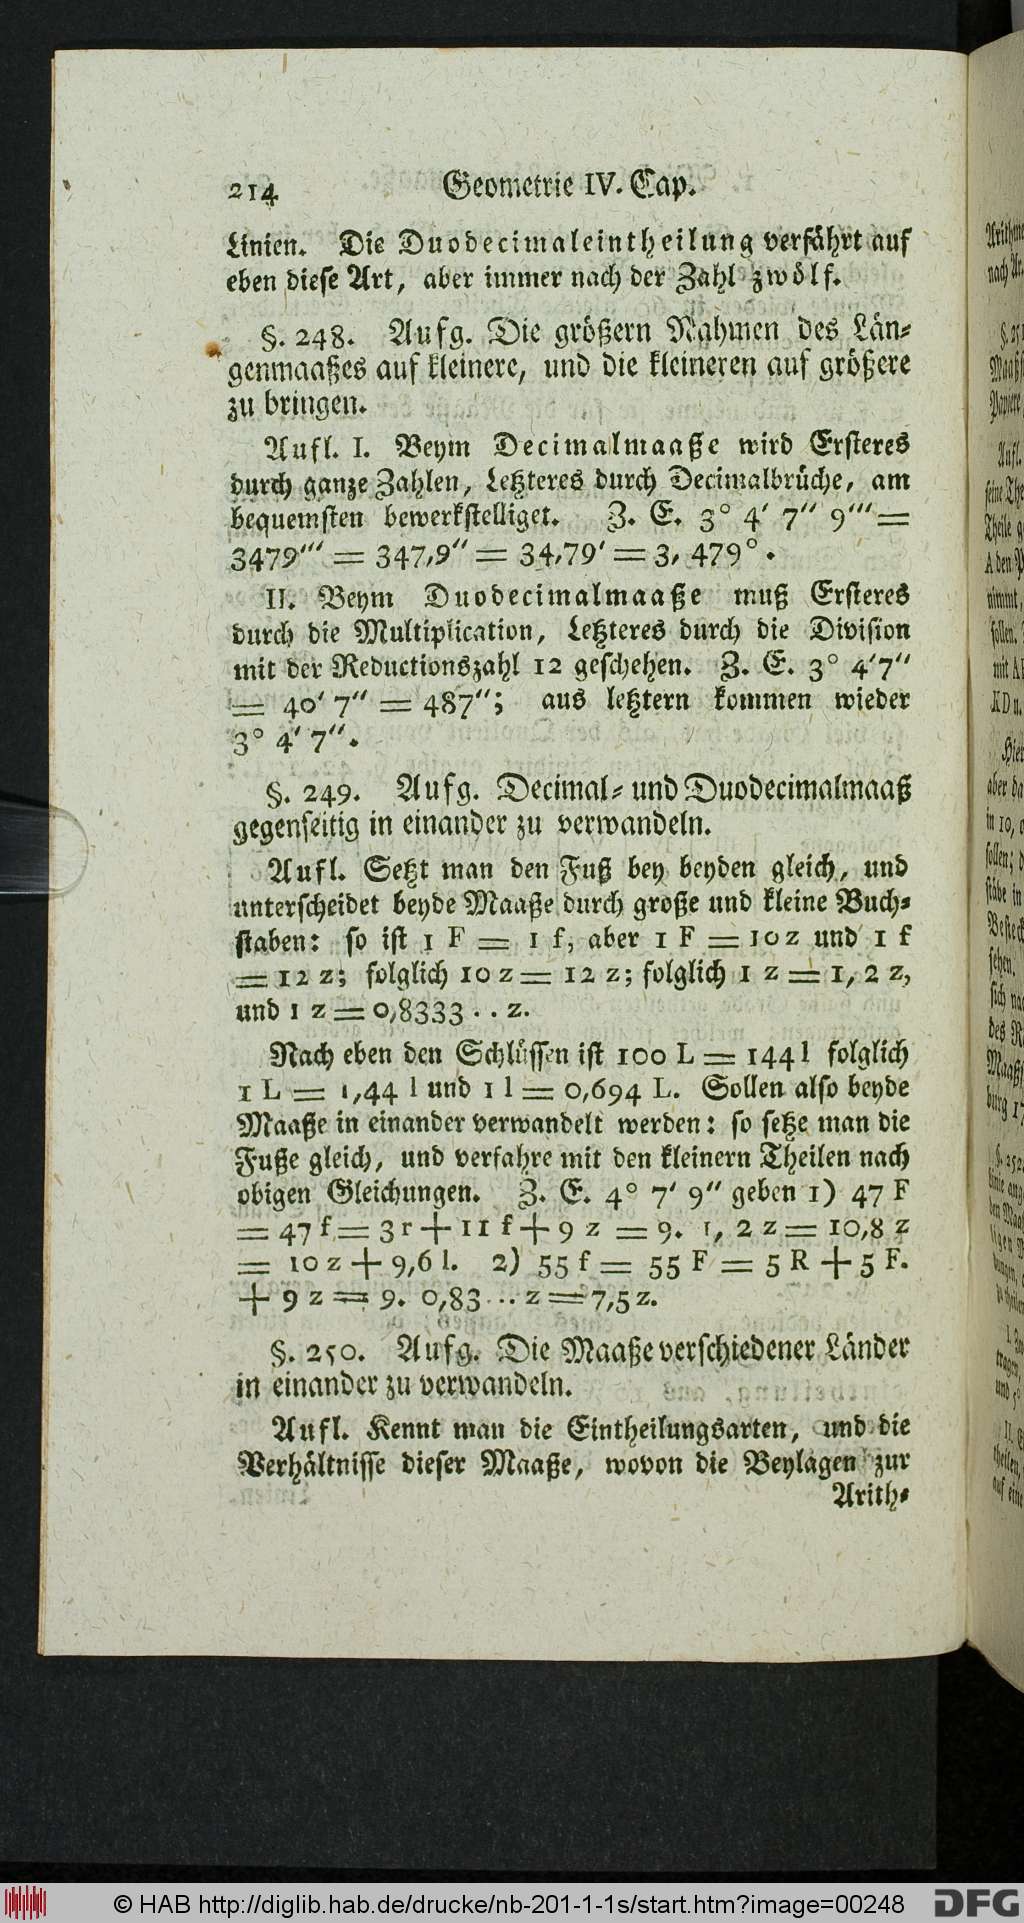 214 Geometrie IV. Cap.
Linien. Die Duodecimaleintheilung verfährt auf
eben diese Art, aber immer nach der Zahl zwölf.
§. 248. Aufg. Die größern Nahmen des Län-
genmaaßes auf kleinere, und die kleineren auf größere
zu bringen.
Aufl. I. Beym Decimalmaaße wird Ersteres
durch ganze Zahlen, Letzteres durch Decimalbrüche, am
bequemsten bewerkstelliget. Z. E. 3° 4′ 7″ 9‴ =
3479‴ = 347,9″ = 34,79′ = 3, 479°.
II. Beym Duodecimalmaaße muß Ersteres
durch die Multiplication, Letzteres durch die Division
mit der Reductionszahl 12 geschehen. Z. E. 3° 4′ 7″
= 40′ 7″ = 487″; aus letztern kommen wieder
3° 4′ 7″.
§. 249. Aufg. Decimal- und Duodecimalmaaß
gegenseitig in einander zu verwandeln.
Aufl. Setzt man den Fuß bey beyden gleich, und
unterscheidet beyde Maaße durch große und kleine Buch-
staben: so ist 1 F = 1 f, aber 1 F = 10 z und 1 f
= 12 z; folglich 10 z = 12 z; folglich 1 z = 1, 2 z,
und 1 z = 0,8333 . . z.
Nach eben den Schlüssen ist 100 L = 144 l folglich
1 L = 1,44 l und 1 l = 0,694 L. Sollen also beyde
Maaße in einander verwandelt werden: so setze man die
Fuße gleich, und verfahre mit den kleinern Theilen nach
obigen Gleichungen. Z. E. 4° 7′ 9″ geben 1) 47 F
= 47 f = 3 r + 11 f + 9 z = 9. 1, 2 z = 10,8 z
= 10 z + 9,6 l. 2) 55 f = 55 F = 5 R + 5 F.
+ 9 z = 9. 0,83 ... z = 7,5 z.
§. 250. Aufg. Die Maaße verschiedener Länder
in einander zu verwandeln.
Aufl. Kennt man die Eintheilungsarten, und die
Verhältnisse dieser Maaße, wovon die Beylagen zur
Arith-
© HAB http://diglib.hab.de/drucke/nb-201-1-1s/start.htm?image=00248
DFG